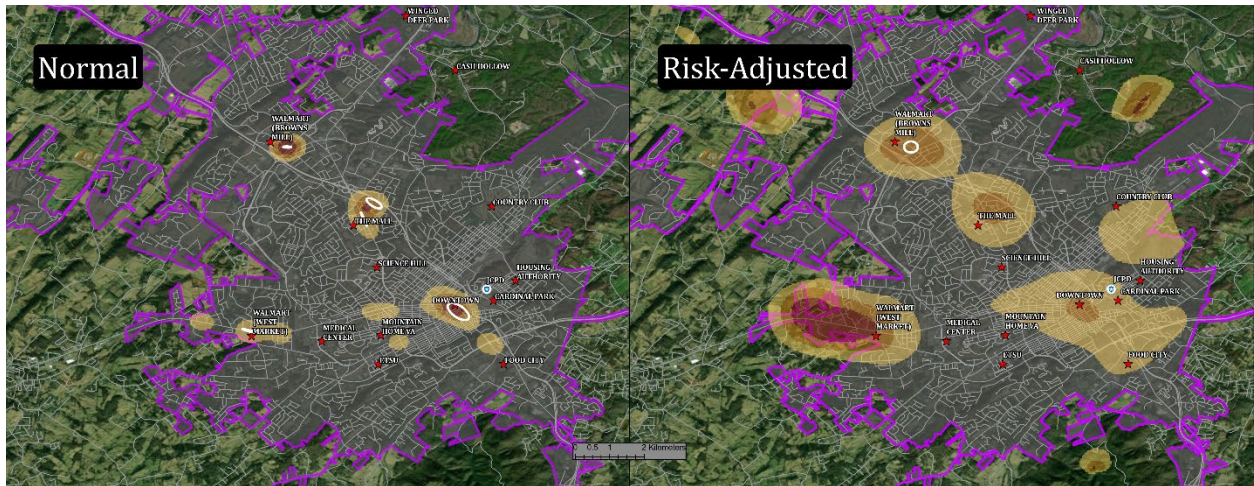 Normal
WINGED
DEER PARK
CASH HOLLOW
WALMART
(BROWNS
MILL)
COUNTRY CLUB
THE MALL
SCIENCE HILL
HOUSING
AUTHORITY
JCPD
CARDINAL PARK
DOWNTOWN
WALMART
(WEST
MARKET)
MEDICAL
CENTER
MOUNTAIN
HOME VA
ETSU
FOOD CITY
0 0.5 1 2 Kilometers
Risk-Adjusted
WINGED
DEER PARK
CASH HOLLOW
WALMART
(BROWNS
MILL)
COUNTRY CLUB
THE MALL
SCIENCE HILL
HOUSING
AUTHORITY
JCPD
CARDINAL PARK
DOWNTOWN
WALMART
(WEST
MARKET)
MEDICAL
CENTER
MOUNTAIN
HOME VA
ETSU
FOOD CITY